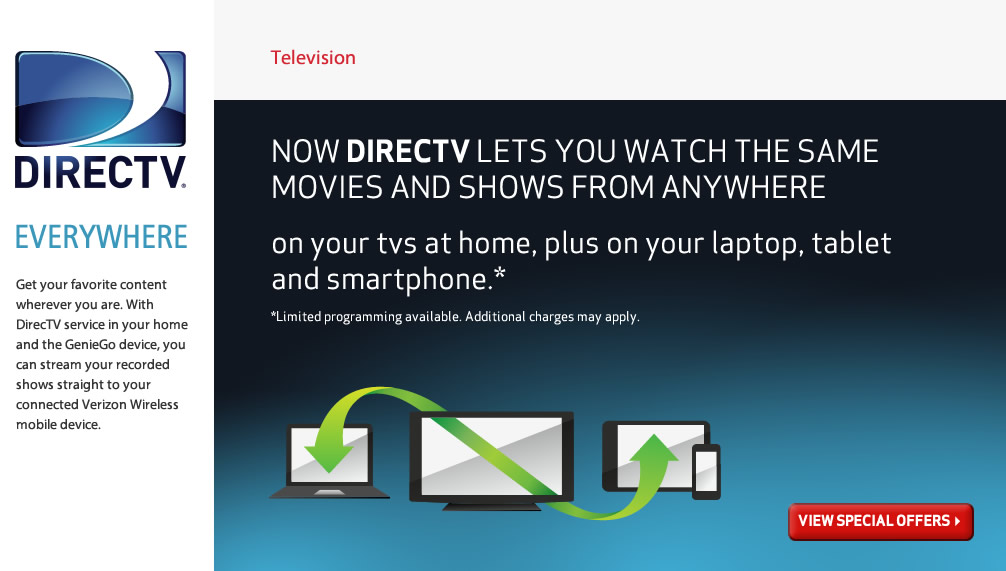 DIRECTV®
EVERYWHERE
Get your favorite content
wherever you are. With
DirecTV service in your home
and the GenieGo device, you
can stream your recorded
shows straight to your
connected Verizon Wireless
mobile device.
Television
NOW DIRECTV LETS YOU WATCH THE SAME
MOVIES AND SHOWS FROM ANYWHERE
on your tvs at home, plus on your laptop, tablet
and smartphone.*
*Limited programming available. Additional charges may apply.
VIEW SPECIAL OFFERS